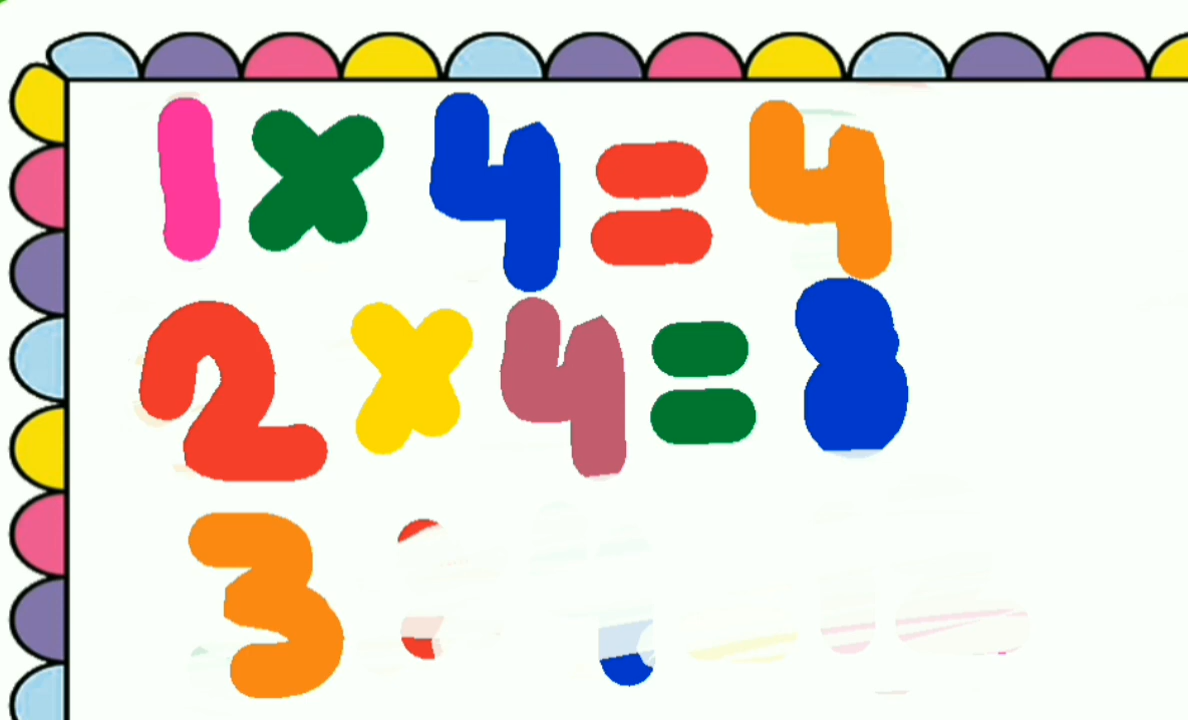 1 × 4 = 4
2 × 4 = 8
3